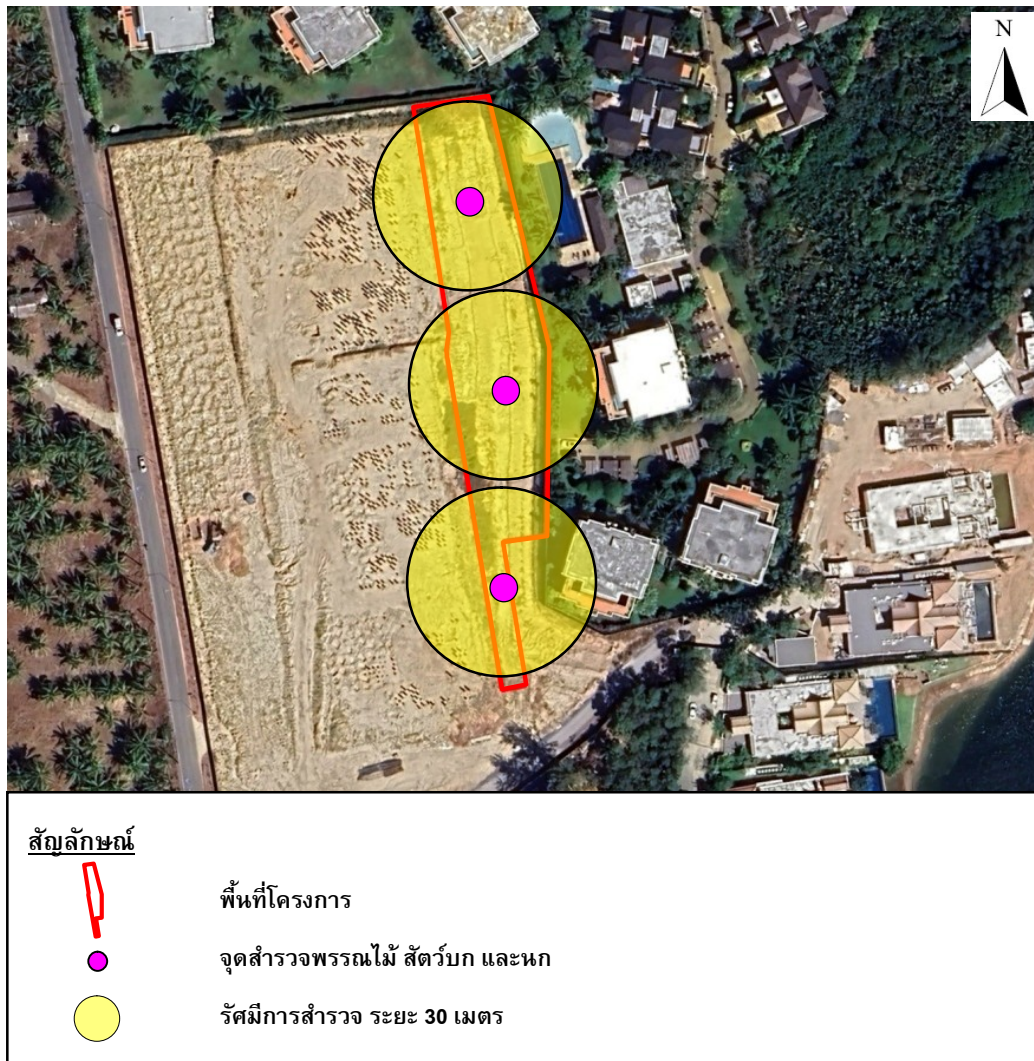 N
สัญลักษณ์
พื้นที่โครงการ
จุดสำรวจพรรณไม้ สัตว์บก และนก
รัศมีการสำรวจ ระยะ 30 เมตร